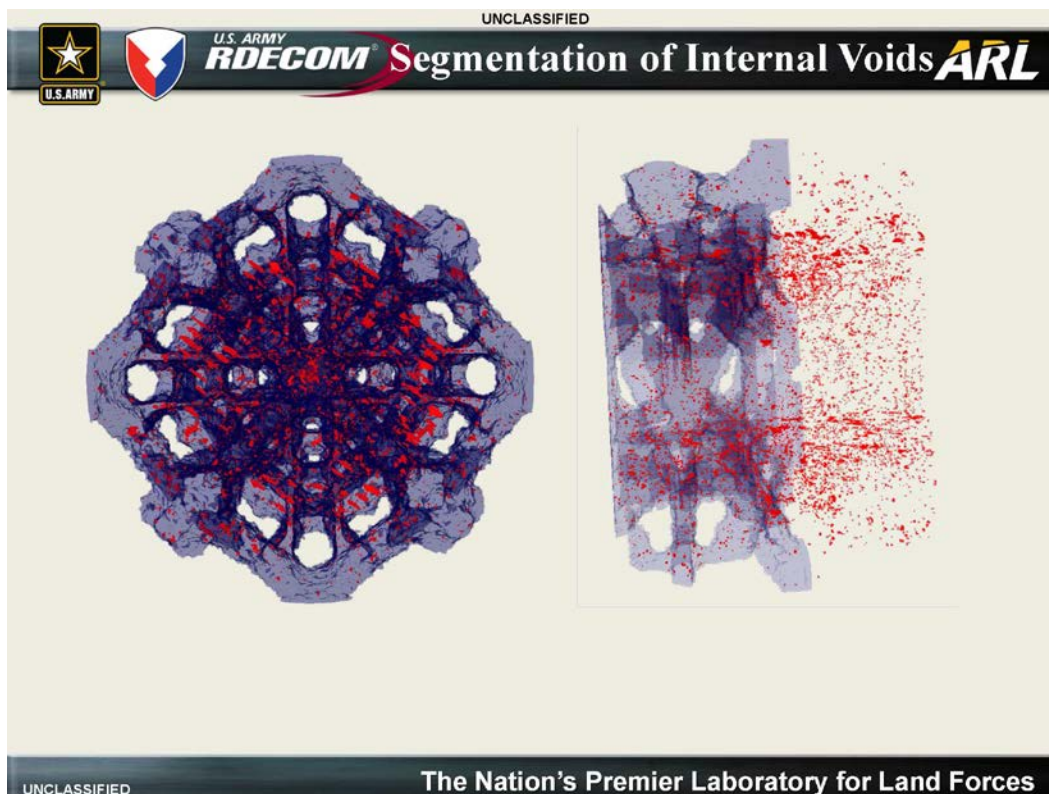 UNCLASSIFIED
U.S. ARMY
RDECOM®
Segmentation of Internal Voids
ARL
U.S.ARMY
The Nation's Premier Laboratory for Land Forces
UNCLASSIFIED